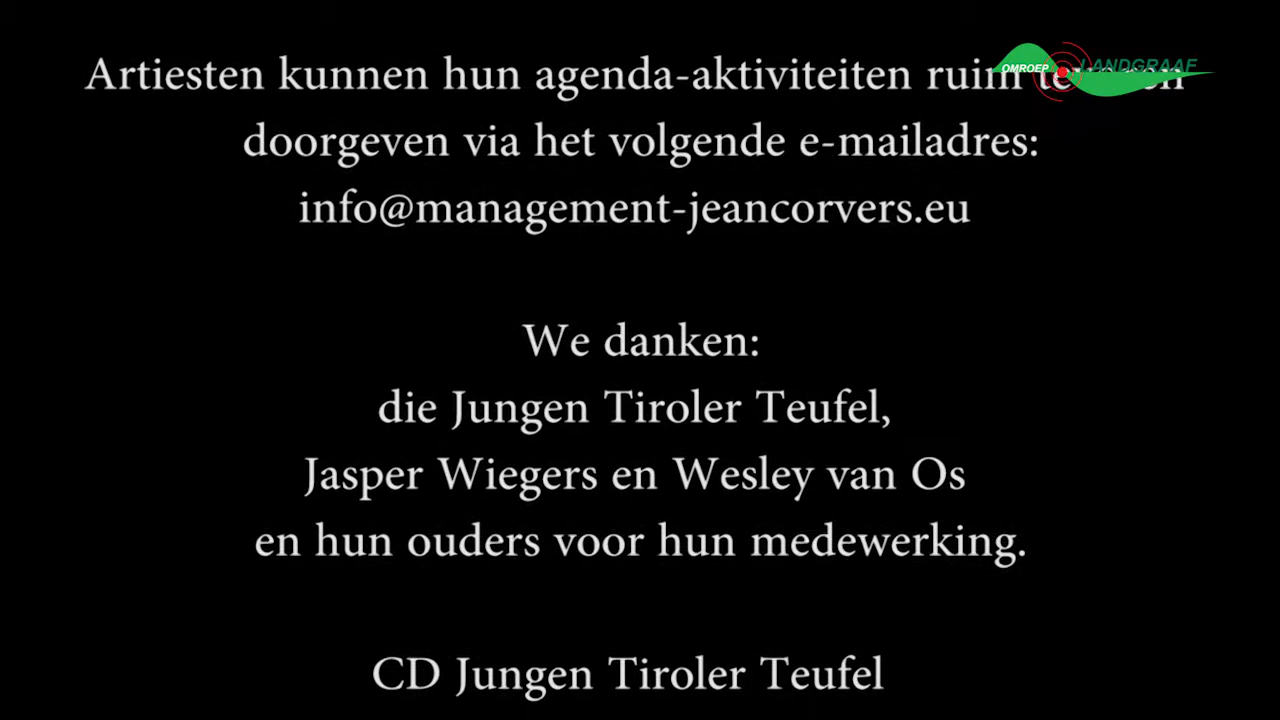 Artiesten kunnen hun agenda-aktiviteiten ruim
OMROEP LANDGRAAF
doorgeven via het volgende e-mailadres:
info@management-jeancorvers.eu
We danken:
die Jungen Tiroler Teufel,
Jasper Wiegers en Wesley van Os
en hun ouders voor hun medewerking.
CD Jungen Tiroler Teufel